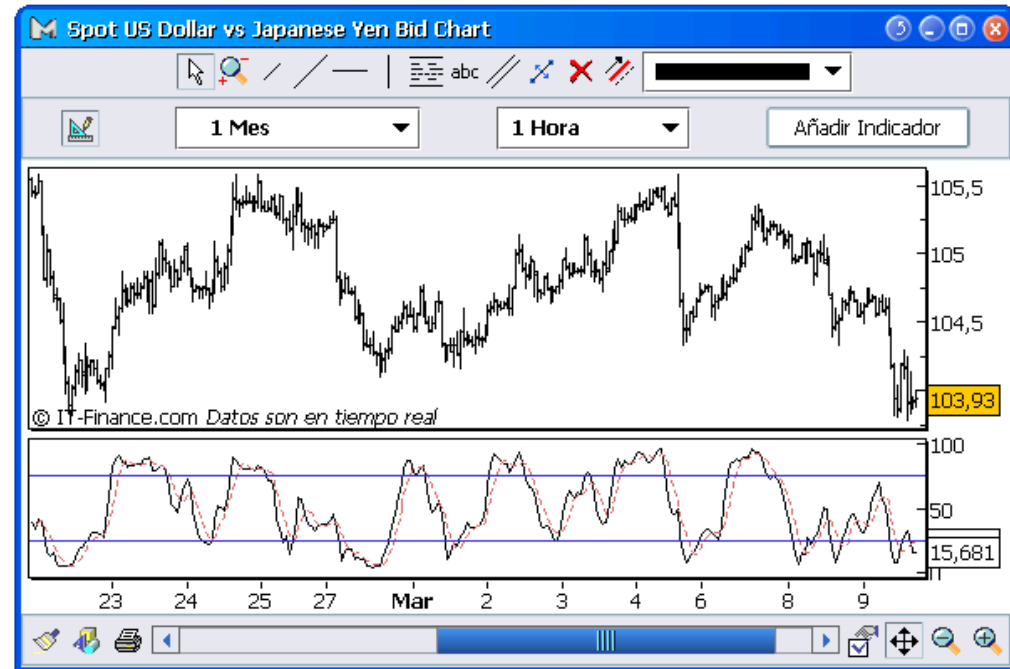 Spot US Dollar vs Japanese Yen Bid Chart
abc
1 Mes 1 Hora Añadir Indicador
105,5
105
104,5
103,93
© IT-Finance.com Datos son en tiempo real
100
50
15,681
23 24 25 27 Mar 2 3 4 6 8 9